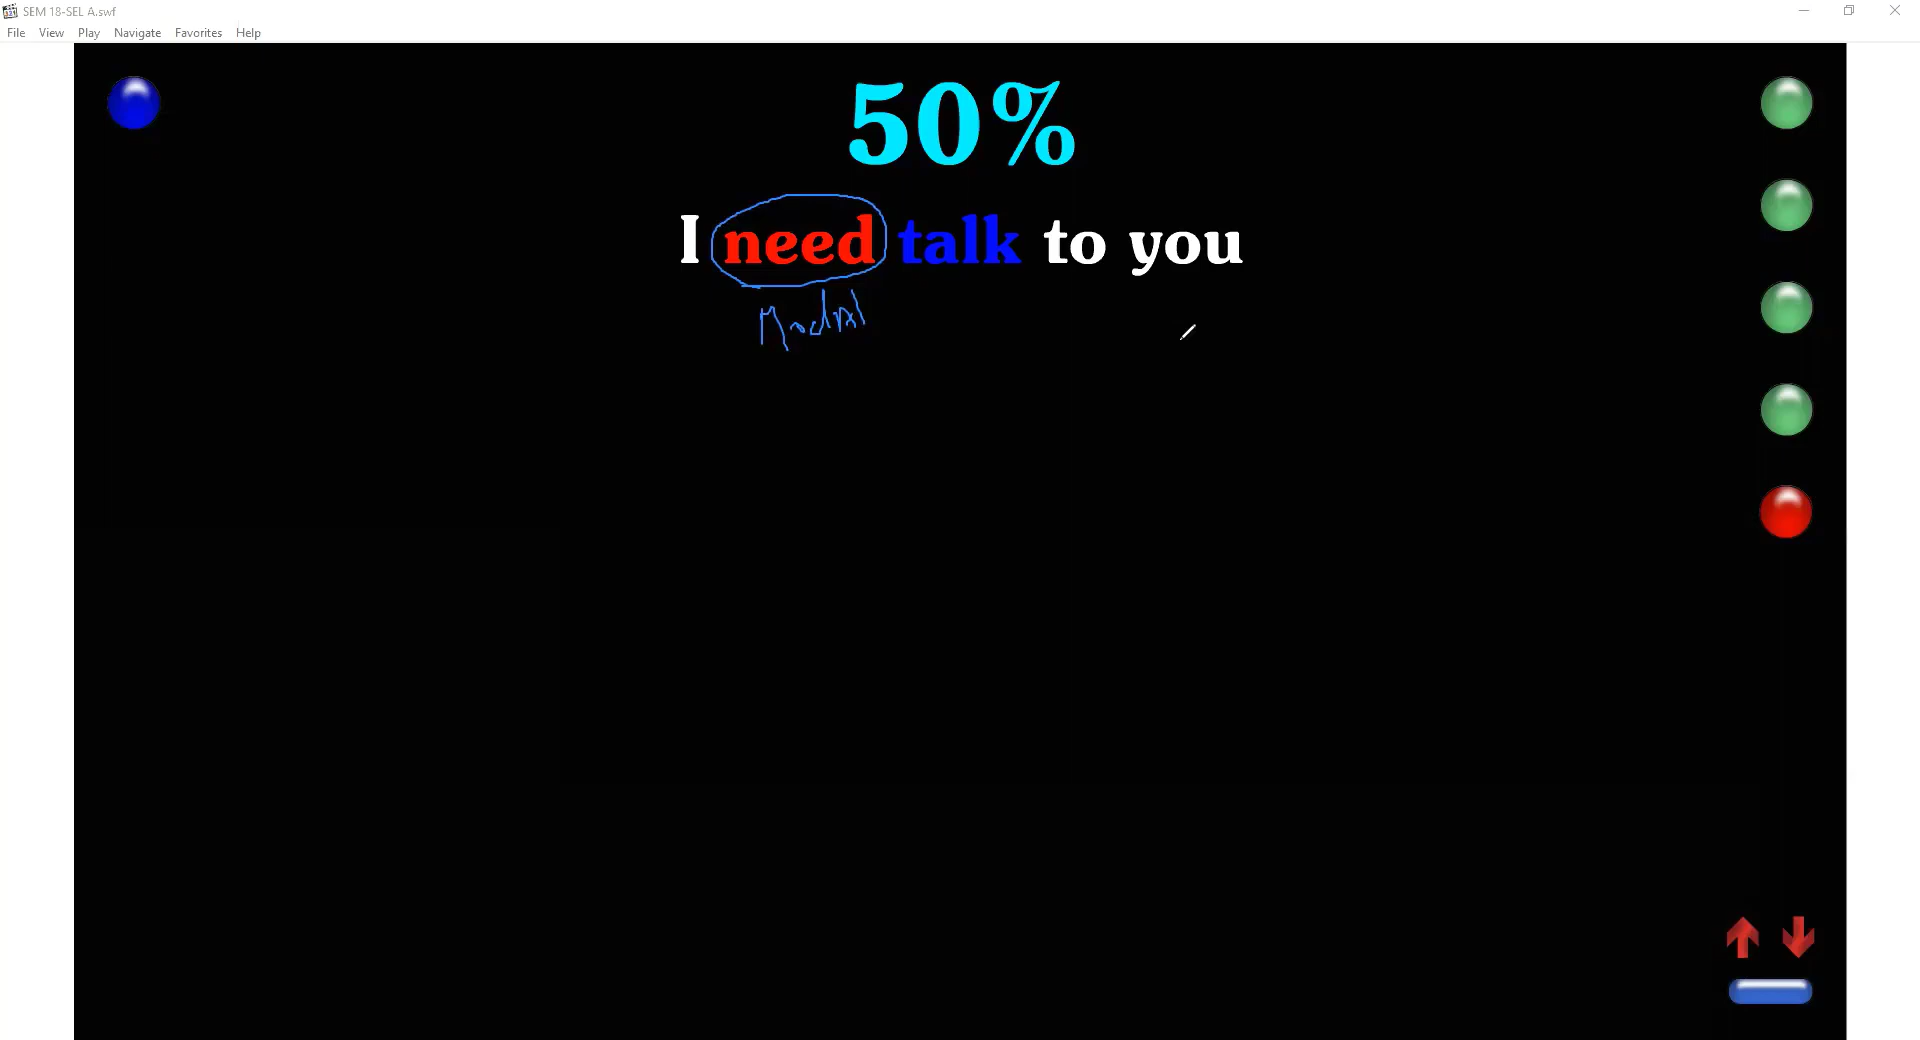 SEM 18-SEL A.swf
File View Play Navigate Favorites Help
50%
I need talk to you
Modal